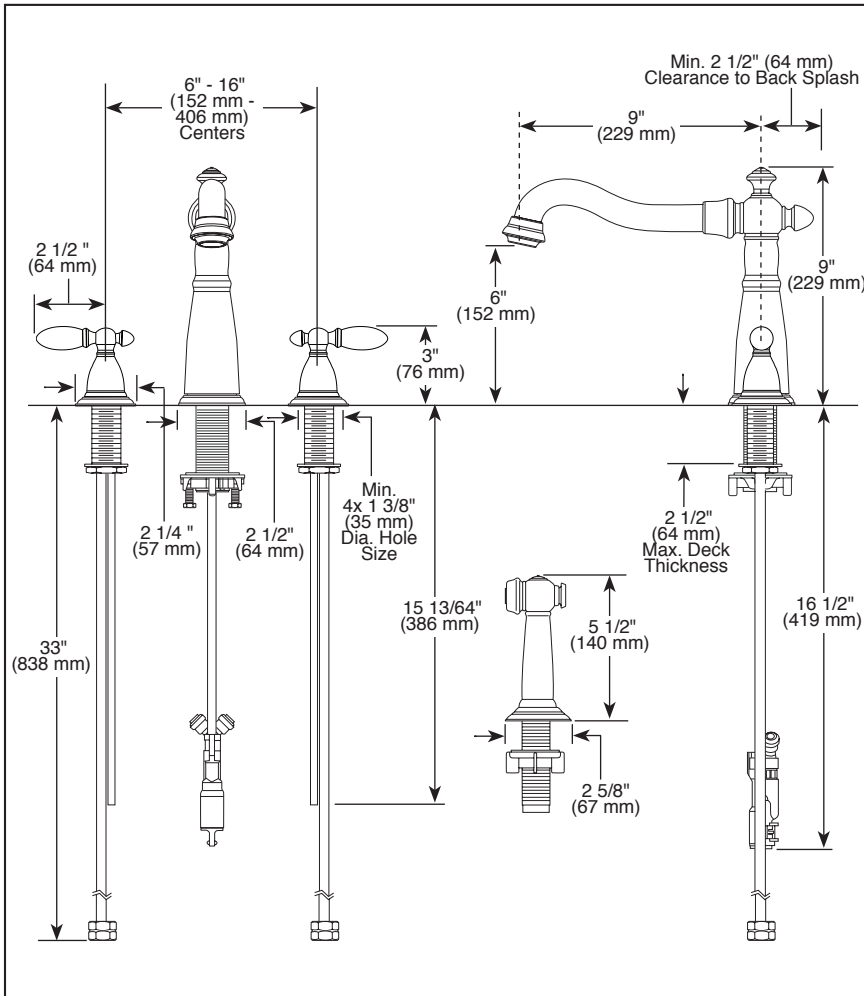 Min. 2 1/2" (64 mm)
Clearance to Back Splash
6" - 16"
(152 mm -
406 mm)
Centers
9"
(229 mm)
2 1/2 "
(64 mm)
9"
(229 mm)
6"
(152 mm)
3"
(76 mm)
2 1/4 "
(57 mm)
2 1/2"
(64 mm)
Min.
4x 1 3/8"
(35 mm)
Dia. Hole
Size
2 1/2"
(64 mm)
Max. Deck
Thickness
15 13/64"
(386 mm)
5 1/2"
(140 mm)
16 1/2"
(419 mm)
33"
(838 mm)
2 5/8"
(67 mm)